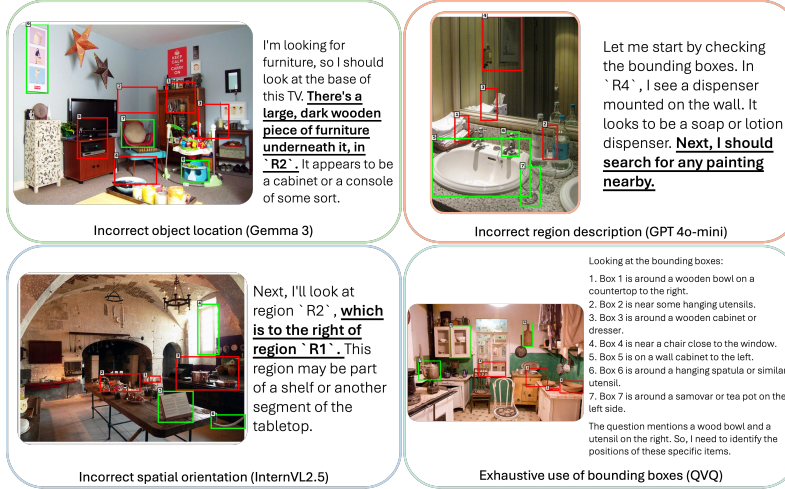 I'm looking for
furniture, so I should
look at the base of
this TV. There's a
large, dark wooden
piece of furniture
underneath it, in
`R2`. It appears to be
a cabinet or a console
of some sort.
KEEP
CALM
AND
CARRY
ON
Incorrect object location (Gemma 3)
Let me start by checking
the bounding boxes. In
`R4`, I see a dispenser
mounted on the wall. It
looks to be a soap or lotion
dispenser. Next, I should
search for any painting
nearby.
Incorrect region description (GPT 4o-mini)
Next, I'll look at
region `R2`, which
is to the right of
region `R1`. This
region may be part
of a shelf or another
segment of the
tabletop.
Incorrect spatial orientation (InternVL2.5)
Looking at the bounding boxes:
1. Box 1 is around a wooden bowl on a
countertop to the right.
2. Box 2 is near some hanging utensils.
3. Box 3 is around a wooden cabinet or
dresser.
4. Box 4 is near a chair close to the window.
5. Box 5 is on a wall cabinet to the left.
6. Box 6 is around a hanging spatula or similar
utensil.
7. Box 7 is around a samovar or tea pot on the
left side.
The question mentions a wood bowl and a
utensil on the right. So, I need to identify the
positions of these specific items.
Exhaustive use of bounding boxes (QVQ)